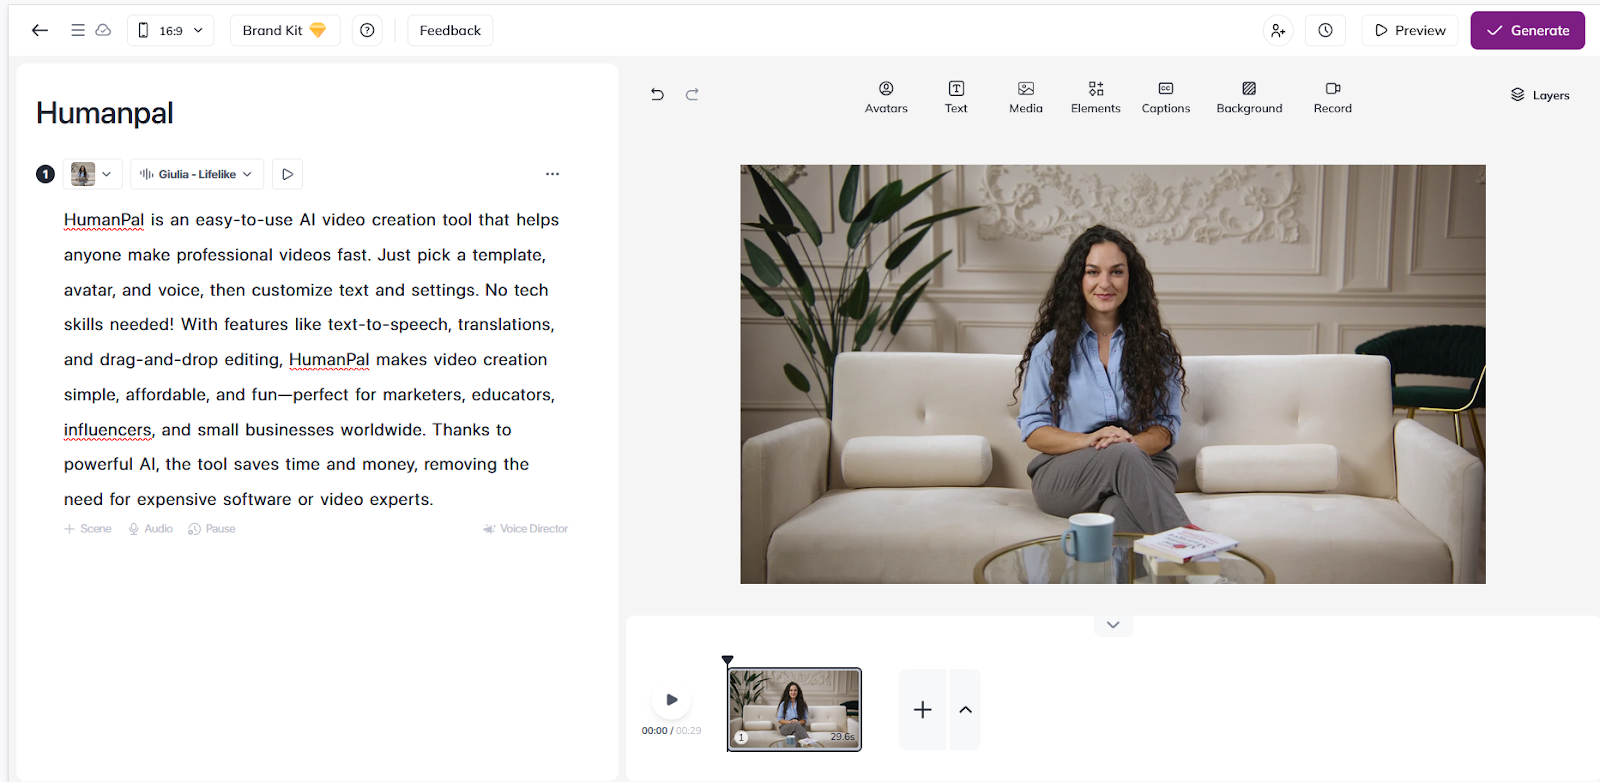 16:9
Brand Kit
Feedback
Preview
Generate
Humanpal
Avatars
Text
Media
Elements
Captions
Background
Record
Layers
1
Giulia - Lifelike
HumanPal is an easy-to-use AI video creation tool that helps
anyone make professional videos fast. Just pick a template,
avatar, and voice, then customize text and settings. No tech
skills needed! With features like text-to-speech, translations,
and drag-and-drop editing, HumanPal makes video creation
simple, affordable, and fun—perfect for marketers, educators,
influencers, and small businesses worldwide. Thanks to
powerful AI, the tool saves time and money, removing the
need for expensive software or video experts.
Scene
Audio
Pause
Voice Director
00:00 / 00:29
1
29.6s